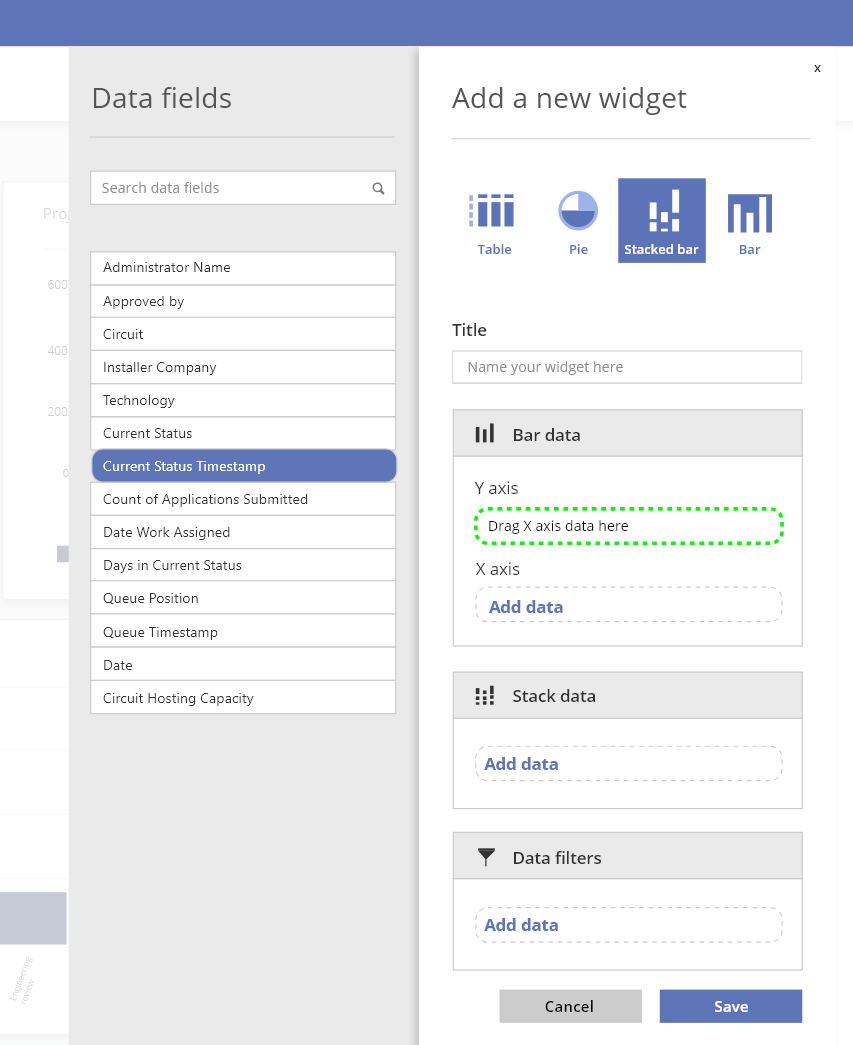 Proj
600
400
200
0
Engineering
review
Data fields
Search data fields
Administrator Name
Approved by
Circuit
Installer Company
Technology
Current Status
Current Status Timestamp
Count of Applications Submitted
Date Work Assigned
Days in Current Status
Queue Position
Queue Timestamp
Date
Circuit Hosting Capacity
x
Add a new widget
Table
Pie
Stacked bar
Bar
Title
Name your widget here
Bar data
Y axis
Drag X axis data here
X axis
Add data
Stack data
Add data
Data filters
Add data
Cancel
Save